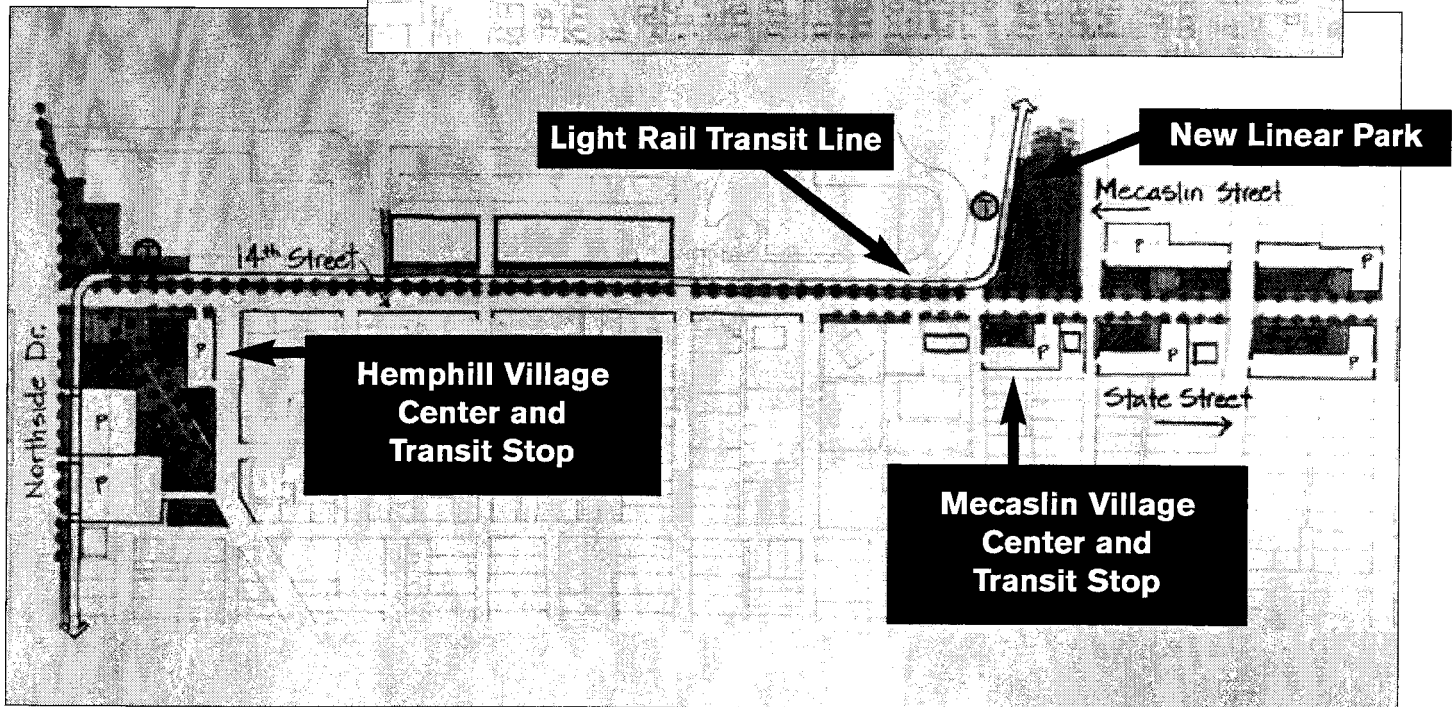 Light Rail Transit Line
New Linear Park
Mecaslin Street
T
T
14th Street
Northside Dr.
P
P
P
P
P
P
P
P
Hemphill Village
Center and
Transit Stop
State Street
Mecaslin Village
Center and
Transit Stop